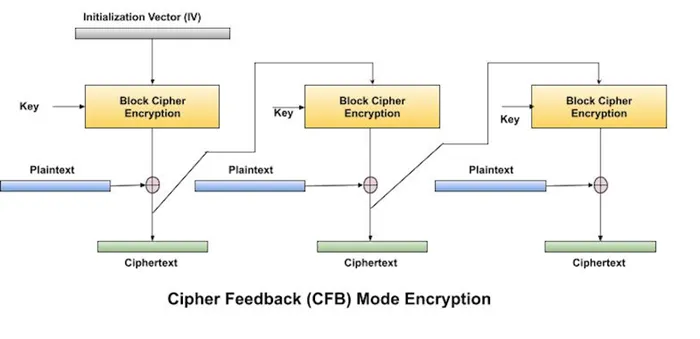 Initialization Vector (IV)
Key
Block Cipher
Encryption
Key
Block Cipher
Encryption
Key
Block Cipher
Encryption
Plaintext
Plaintext
Plaintext
Ciphertext
Ciphertext
Ciphertext
Cipher Feedback (CFB) Mode Encryption